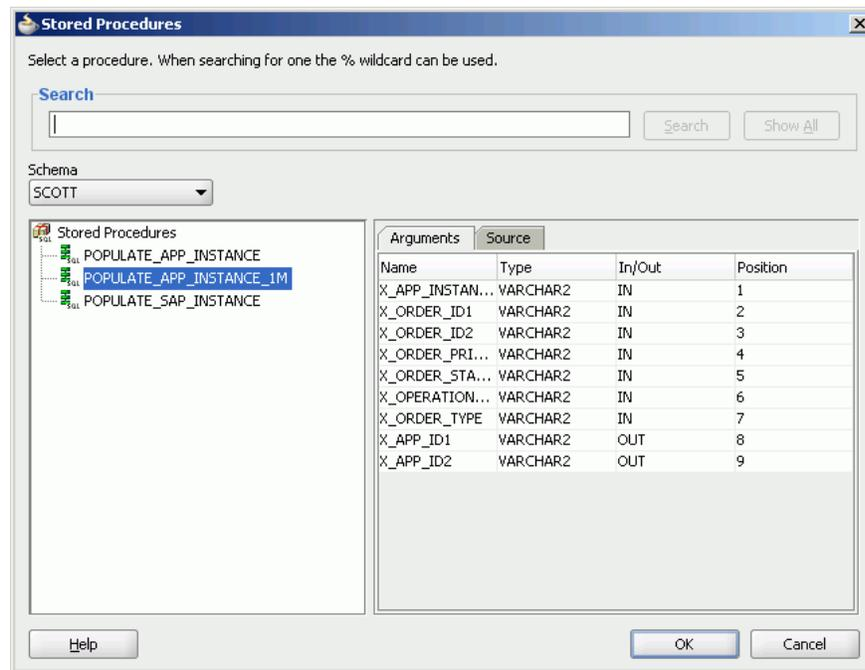 Stored Procedures
Select a procedure. When searching for one the % wildcard can be used.
Search
Search Show All
Schema
SCOTT
Stored Procedures
POPULATE_APP_INSTANCE
POPULATE_APP_INSTANCE_1M
POPULATE_SAP_INSTANCE
Arguments Source
Name Type In/Out Position
X_APP_INSTAN... VARCHAR2 IN 1
X_ORDER_ID1 VARCHAR2 IN 2
X_ORDER_ID2 VARCHAR2 IN 3
X_ORDER_PRI... VARCHAR2 IN 4
X_ORDER_STA... VARCHAR2 IN 5
X_OPERATION... VARCHAR2 IN 6
X_ORDER_TYPE VARCHAR2 IN 7
X_APP_ID1 VARCHAR2 OUT 8
X_APP_ID2 VARCHAR2 OUT 9
Help OK Cancel